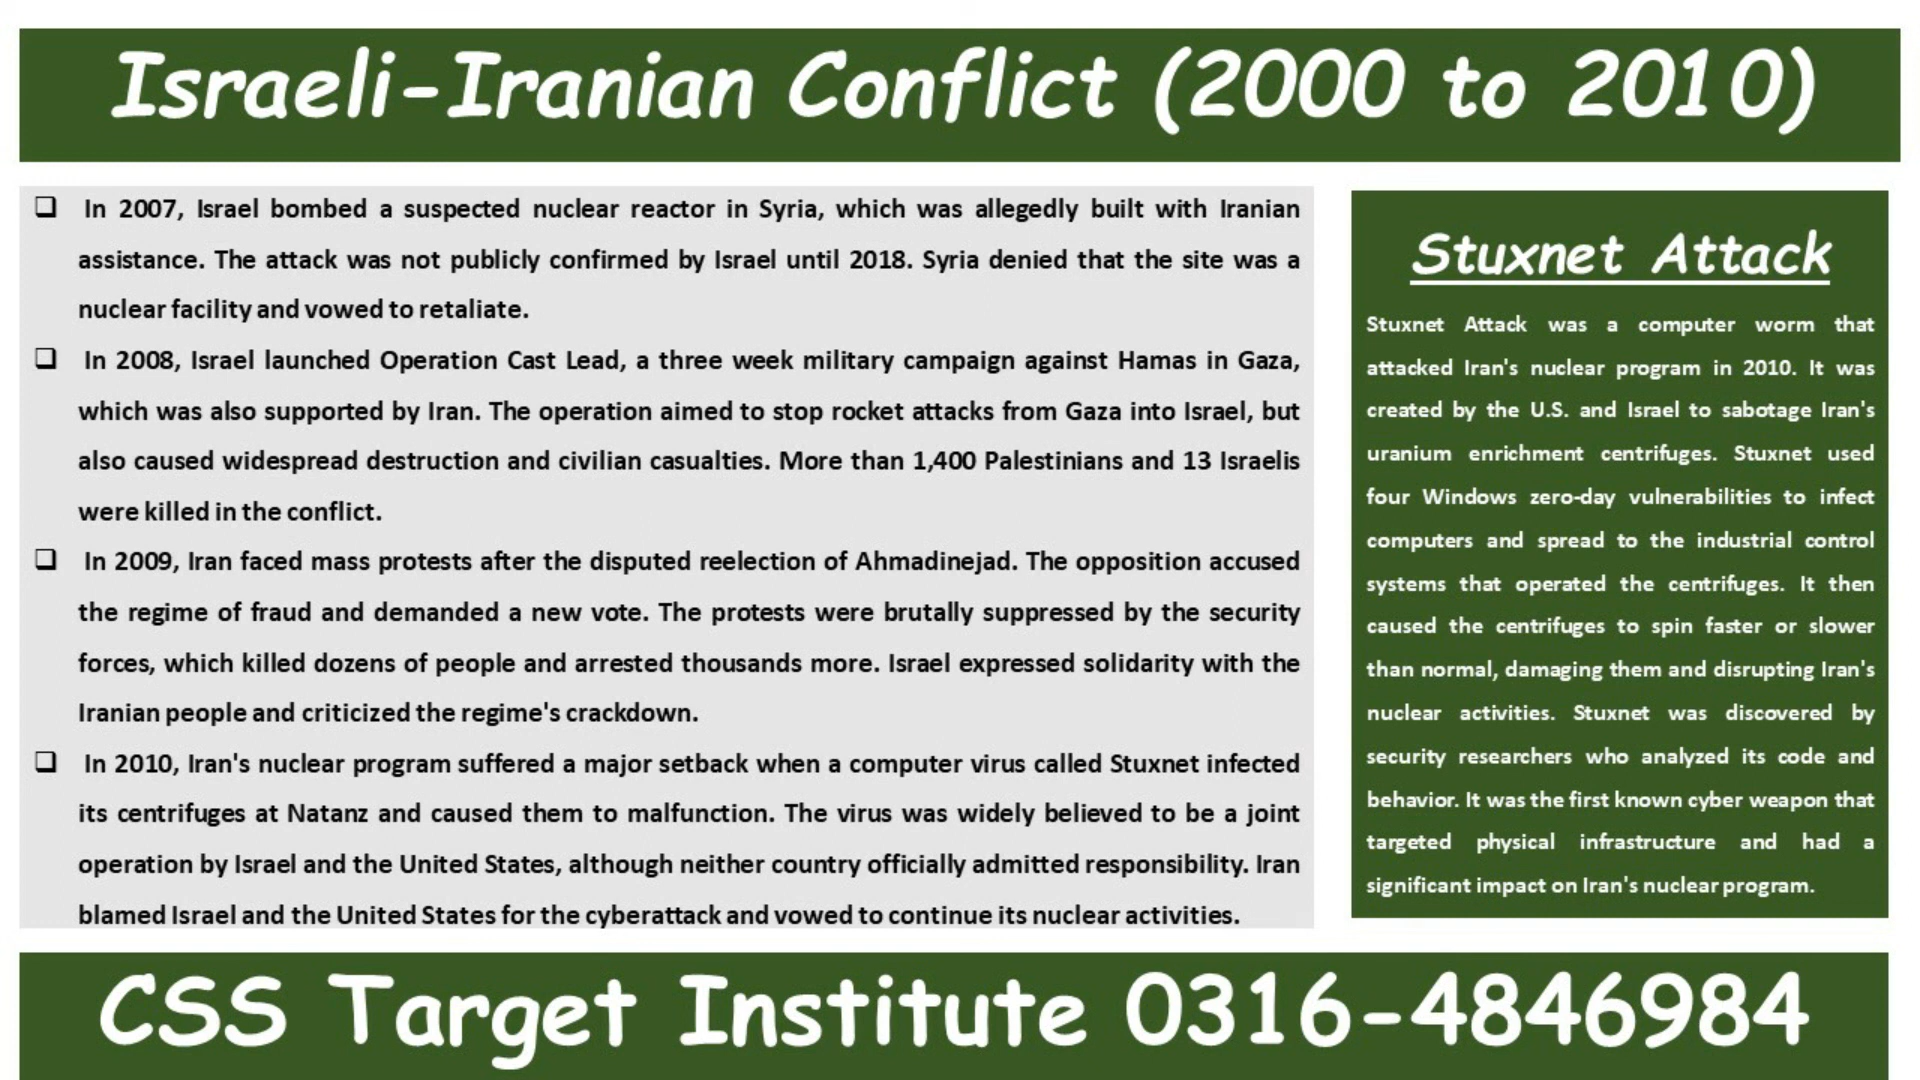 Israeli-Iranian Conflict (2000 to 2010)
In 2007, Israel bombed a suspected nuclear reactor in Syria, which was allegedly built with Iranian
assistance. The attack was not publicly confirmed by Israel until 2018. Syria denied that the site was a
nuclear facility and vowed to retaliate.
In 2008, Israel launched Operation Cast Lead, a three week military campaign against Hamas in Gaza,
which was also supported by Iran. The operation aimed to stop rocket attacks from Gaza into Israel, but
also caused widespread destruction and civilian casualties. More than 1,400 Palestinians and 13 Israelis
were killed in the conflict.
In 2009, Iran faced mass protests after the disputed reelection of Ahmadinejad. The opposition accused
the regime of fraud and demanded a new vote. The protests were brutally suppressed by the security
forces, which killed dozens of people and arrested thousands more. Israel expressed solidarity with the
Iranian people and criticized the regime's crackdown.
In 2010, Iran's nuclear program suffered a major setback when a computer virus called Stuxnet infected
its centrifuges at Natanz and caused them to malfunction. The virus was widely believed to be a joint
operation by Israel and the United States, although neither country officially admitted responsibility. Iran
blamed Israel and the United States for the cyberattack and vowed to continue its nuclear activities.
Stuxnet Attack
Stuxnet Attack was a computer worm that
attacked Iran's nuclear program in 2010. It was
created by the U.S. and Israel to sabotage Iran's
uranium enrichment centrifuges. Stuxnet used
four Windows zero-day vulnerabilities to infect
computers and spread to the industrial control
systems that operated the centrifuges. It then
caused the centrifuges to spin faster or slower
than normal, damaging them and disrupting Iran's
nuclear activities. Stuxnet was discovered by
security researchers who analyzed its code and
behavior. It was the first known cyber weapon that
targeted physical infrastructure and had a
significant impact on Iran's nuclear program.
CSS Target Institute 0316-4846984